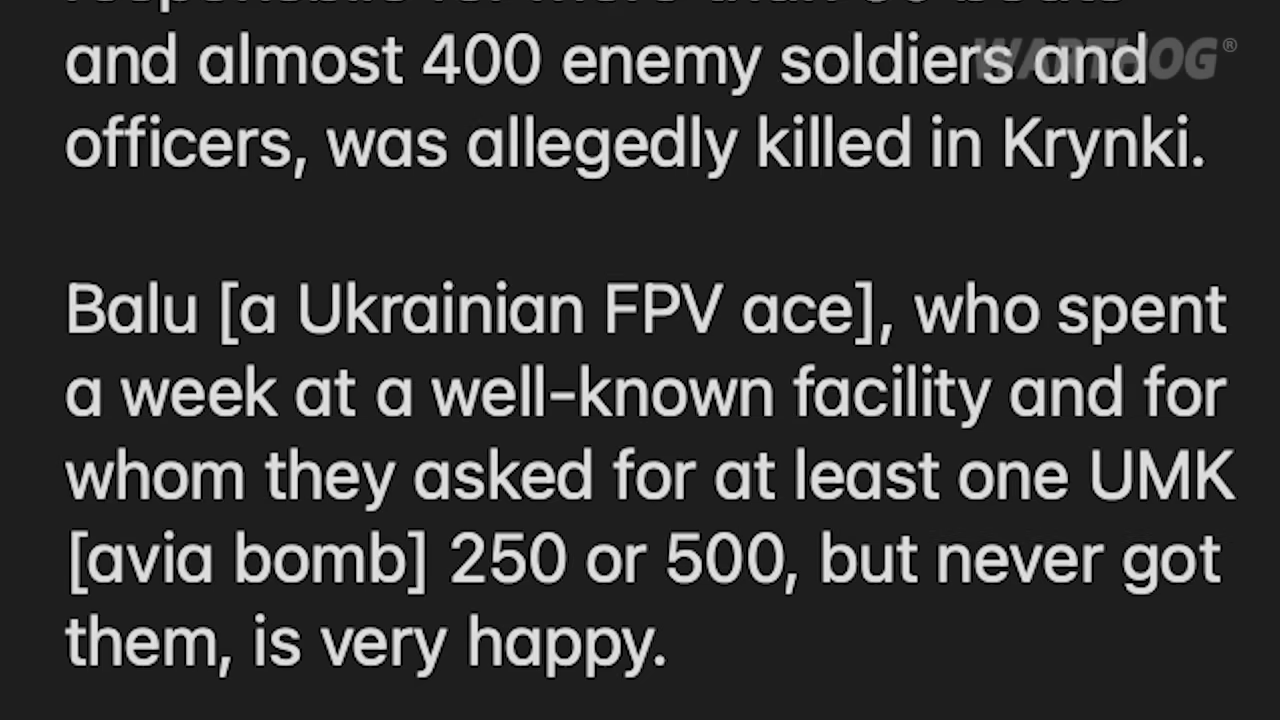 and almost 400 enemy soldiers and
officers, was allegedly killed in Krynki.
Balu [a Ukrainian FPV ace], who spent
a week at a well-known facility and for
whom they asked for at least one UMK
[avia bomb] 250 or 500, but never got
them, is very happy.
WARTHOG®